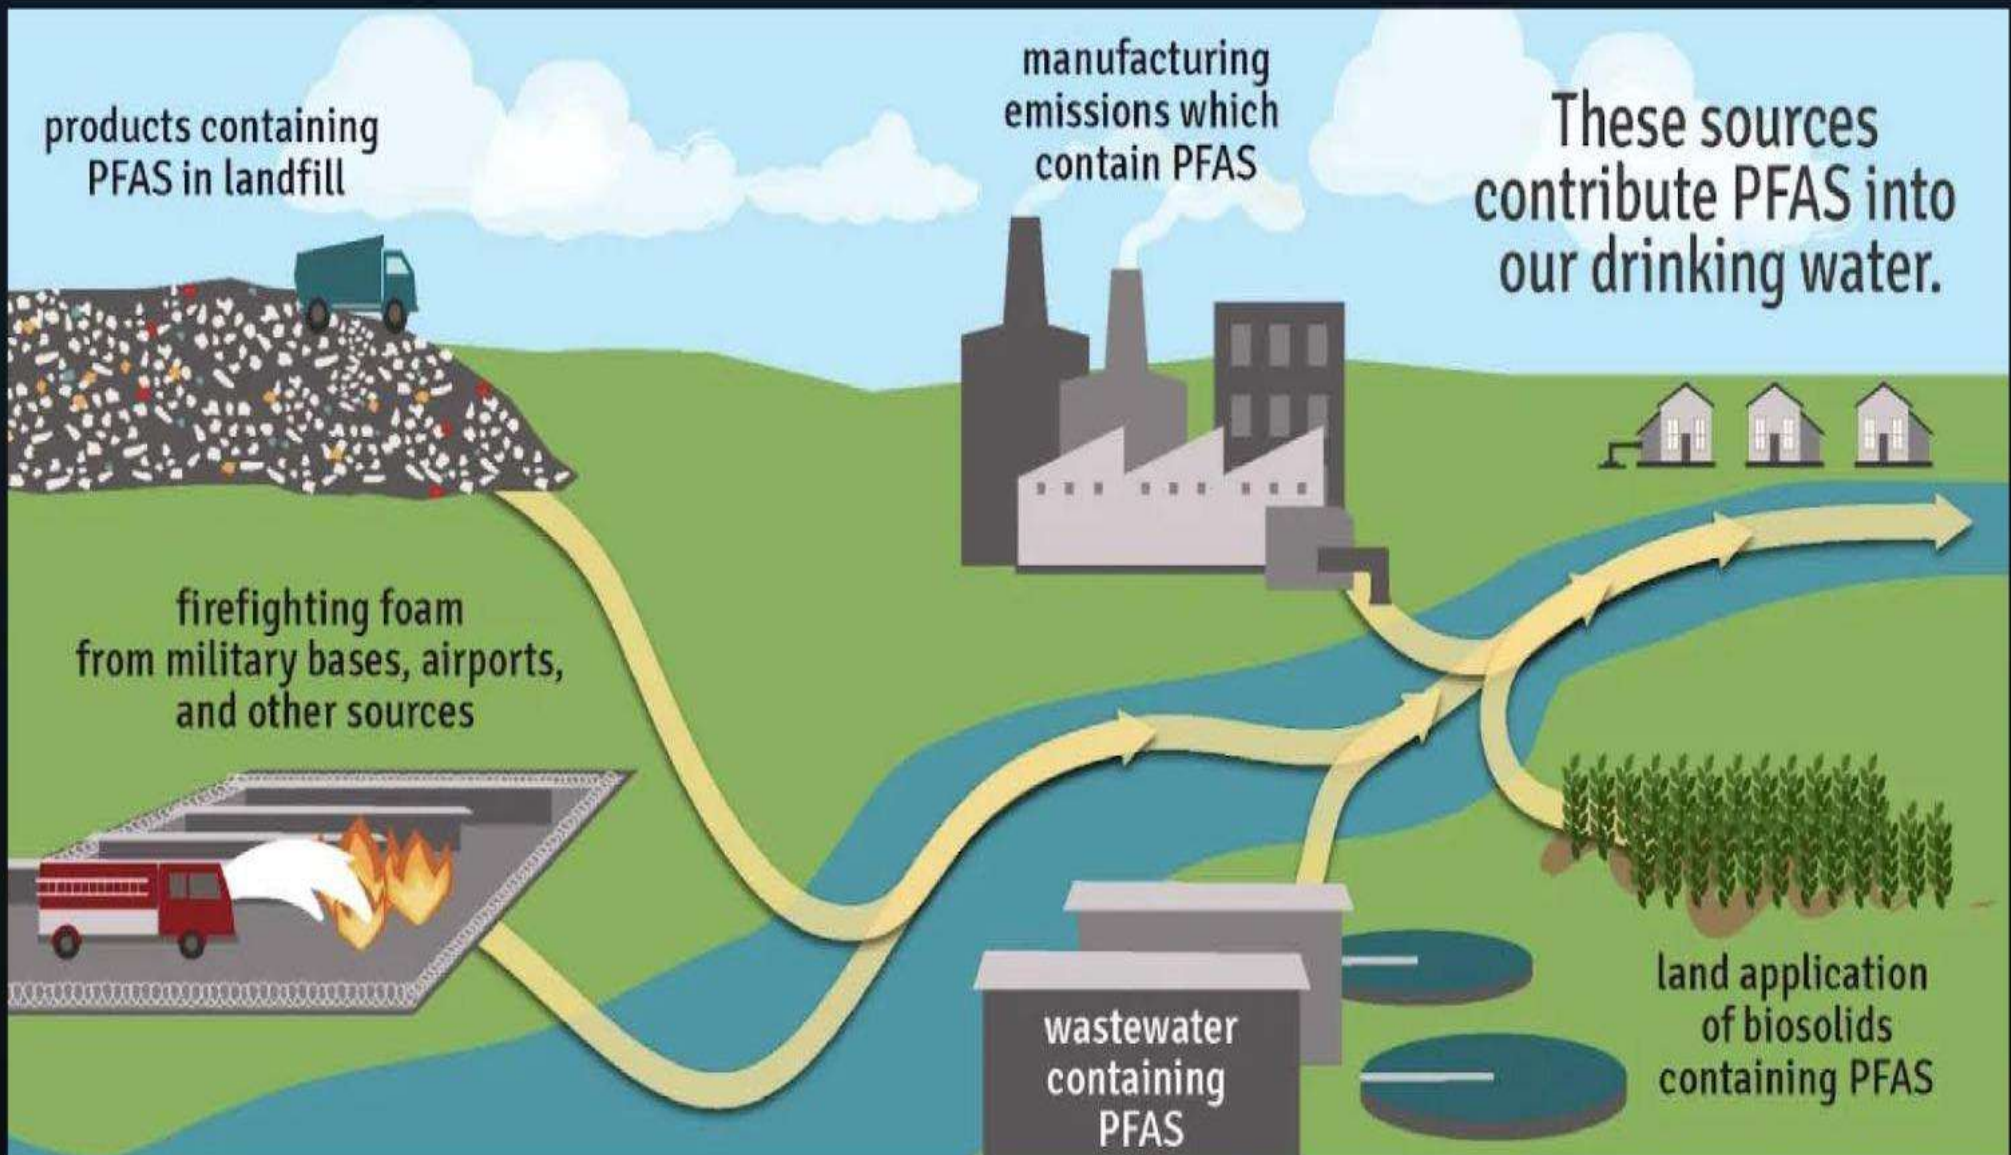 products containing
PFAS in landfill
manufacturing
emissions which
contain PFAS
These sources
contribute PFAS into
our drinking water.
firefighting foam
from military bases, airports,
and other sources
wastewater
containing
PFAS
land application
of biosolids
containing PFAS